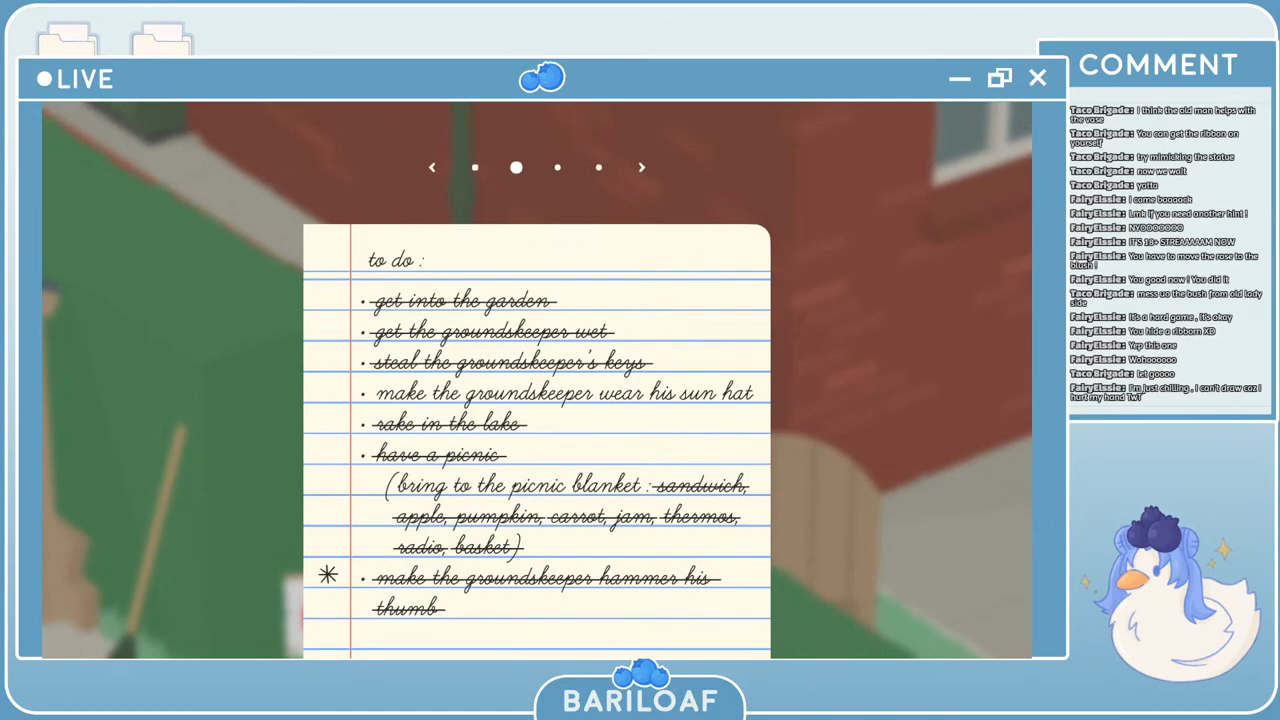 LIVE
COMMENT
to do :
• get into the garden
• get the groundskeeper wet
• steal the groundskeeper's keys
• make the groundskeeper wear his sun hat
• rake in the lake
• have a picnic
(bring to the picnic blanket : sandwich,
apple, pumpkin, carrot, jam, thermos,
radio, basket)
• make the groundskeeper hammer his
thumb
Taco Brigade: I think the old man helps with
the vase
Taco Brigade: You can get the ribbon on
yourself
Taco Brigade: try mimicking the statue
Taco Brigade: now we wait
Taco Brigade: yatta
FairyElssie: I come baaack
FairyElssie: Lmk if you need another hint !
FairyElssie: NYOOOOOOO
FairyElssie: IT'S 18+ STREAAAAAM NOW
FairyElssie: You have to move the rose to the
blush !
FairyElssie: You good now ! You did it
Taco Brigade: mess up the bush from old lady
side
FairyElssie: It's a hard game , it's okay
FairyElssie: You hide a ribborn XD
FairyElssie: Yep this one
FairyElssie: Wohoooooo
Taco Brigade: Let goooo
FairyElssie: I'm just chilling , I can't draw coz I
hurt my hand TwT
BARILOAF